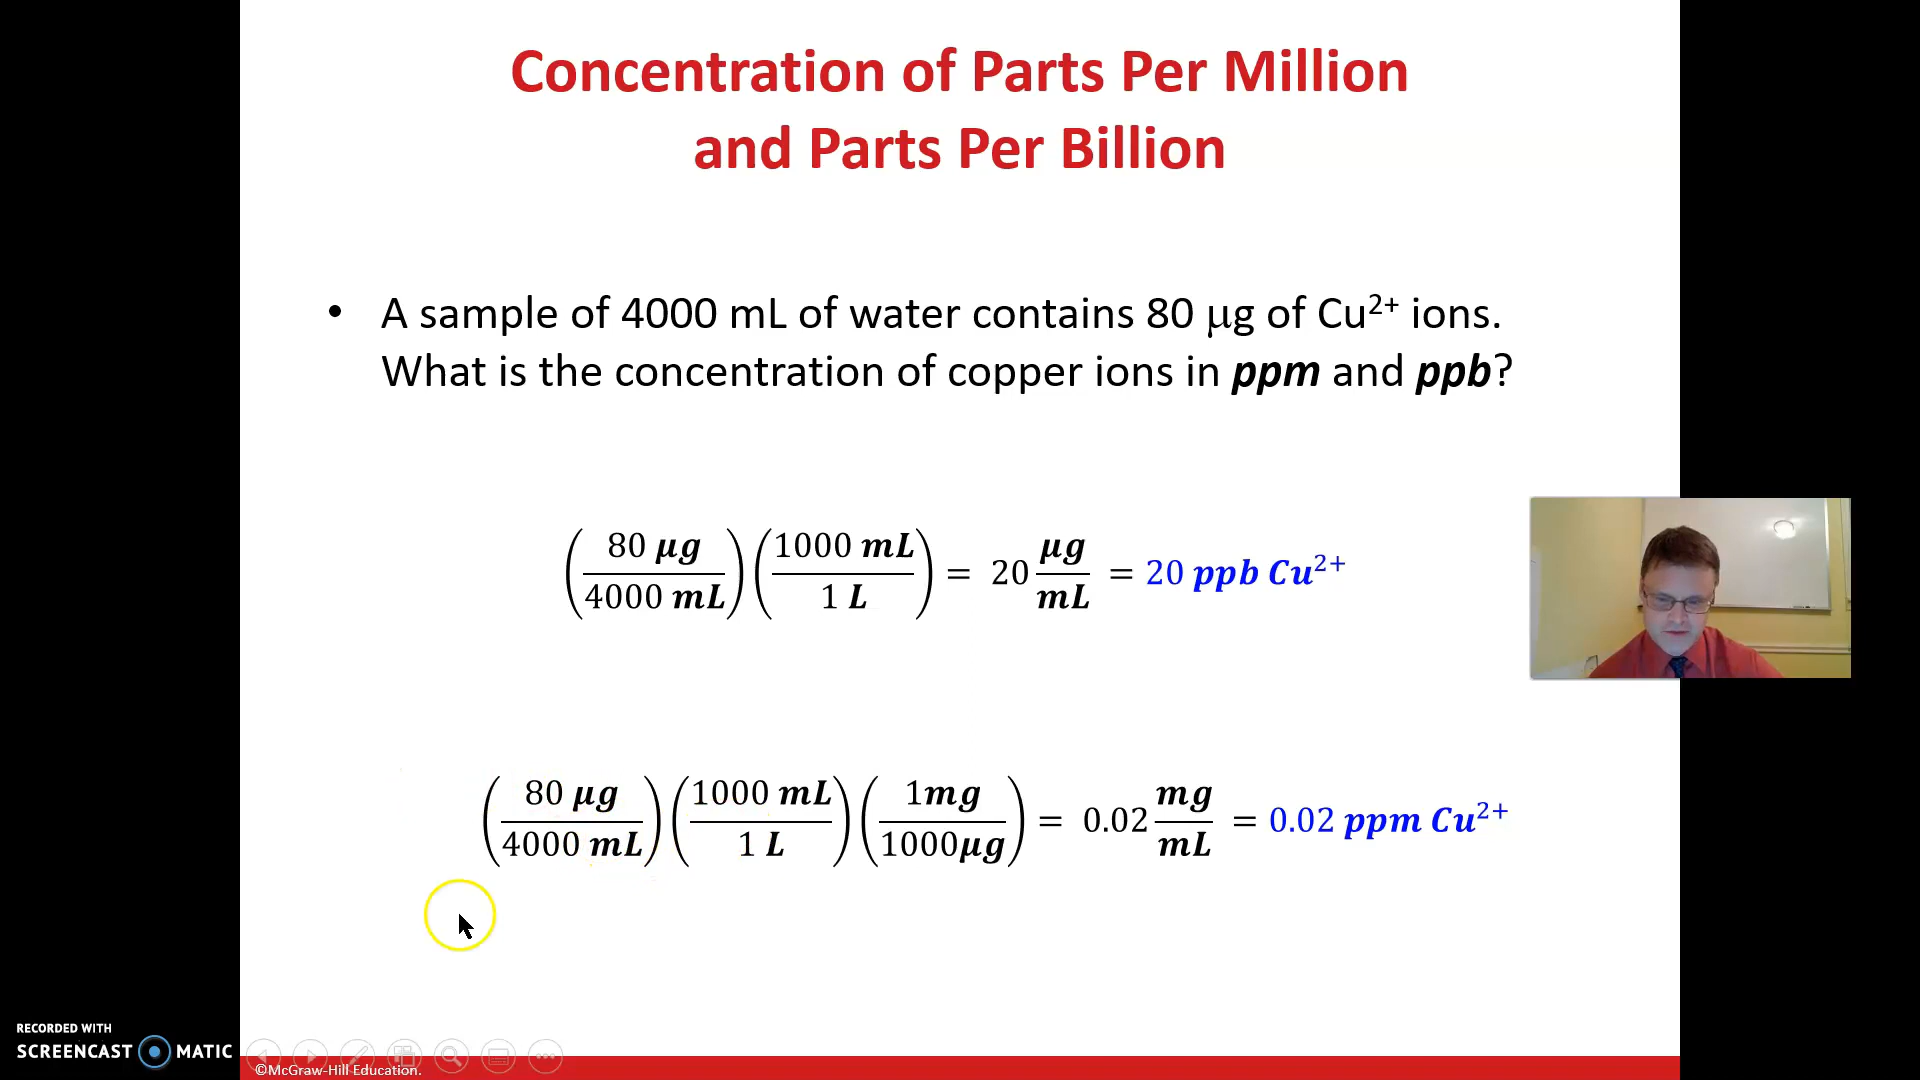 Concentration of Parts Per Million
and Parts Per Billion
• A sample of 4000 mL of water contains 80 μg of Cu²⁺ ions.
What is the concentration of copper ions in ppm and ppb?
(80 μg / 4000 mL)(1000 mL / 1 L) = 20 μg/mL = 20 ppb Cu²⁺
(80 μg / 4000 mL)(1000 mL / 1 L)(1mg / 1000μg) = 0.02 mg/mL = 0.02 ppm Cu²⁺
RECORDED WITH
SCREENCAST MATIC
©McGraw-Hill Education.